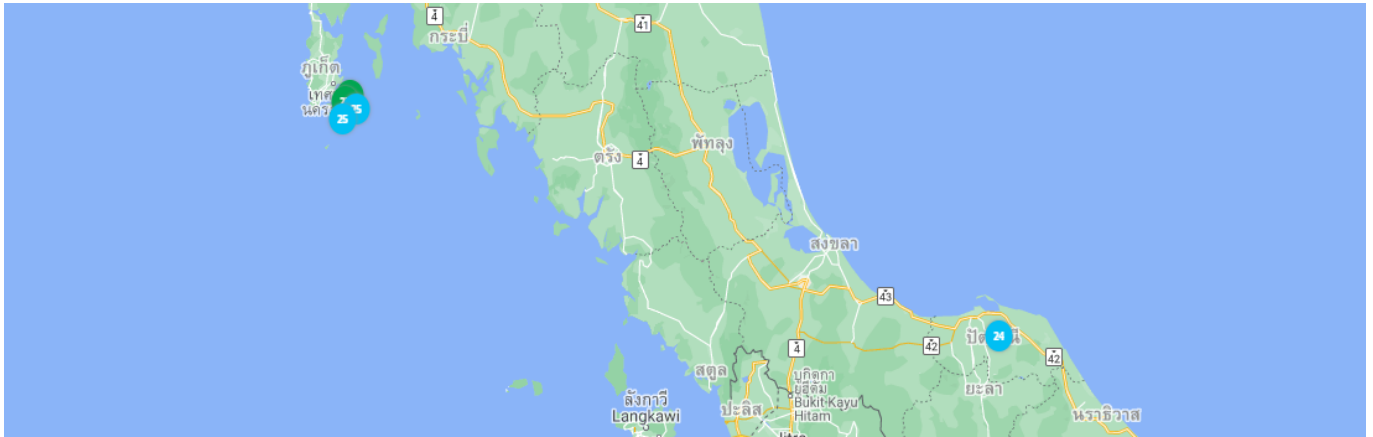 4
41
กระบี่
ภูเก็ต
เทศ
นคร
25
พัทลุง
ตรัง
4
สงขลา
43
24
42
42
4
สตูล
บูกิตกา
ยูฮีตัม
Bukit Kayu
Hitam
ยะลา
ลังกาวี
Langkawi
ปะลิส
นราธิวาส